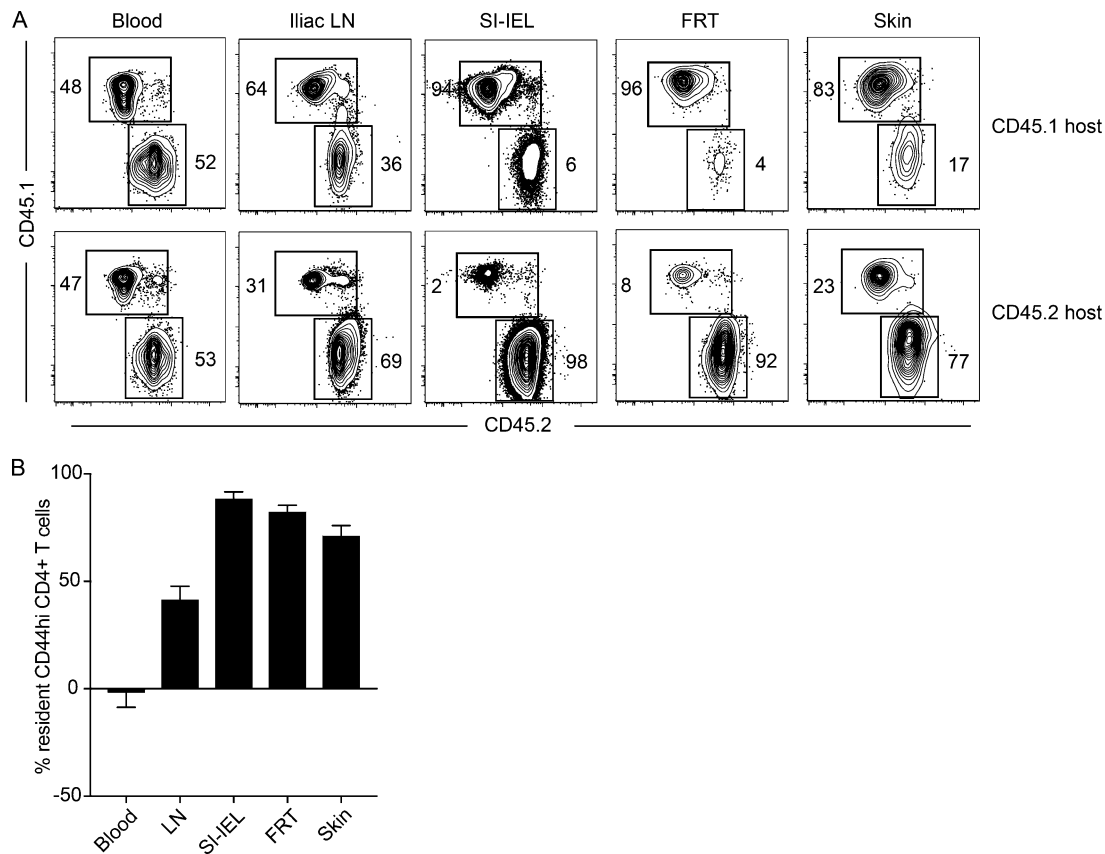 A
Blood
Iliac LN
SI-IEL
FRT
Skin
48
52
64
36
94
6
96
4
83
17
CD45.1 host
47
53
31
69
2
98
8
92
23
77
CD45.2 host
CD45.1
CD45.2
B
% resident CD44hi CD4+ T cells
100
50
0
-50
Blood
LN
SI-IEL
FRT
Skin